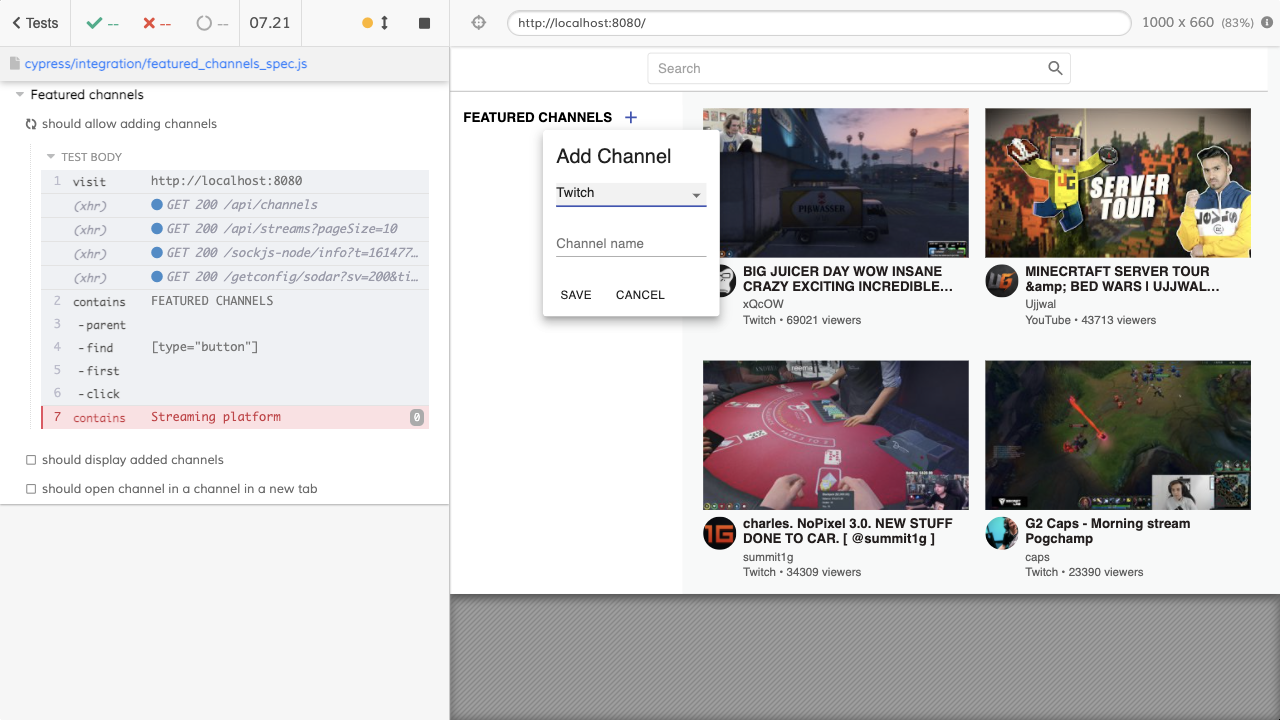 Tests
--
--
--
07.21
http://localhost:8080/
1000 x 660 (83%)
cypress/integration/featured_channels_spec.js
Featured channels
should allow adding channels
TEST BODY
1 visit http://localhost:8080
(xhr) GET 200 /api/channels
(xhr) GET 200 /api/streams?pageSize=10
(xhr) GET 200 /sockjs-node/info?t=161477…
(xhr) GET 200 /getconfig/sodar?sv=200&ti…
2 contains FEATURED CHANNELS
3 -parent
4 -find [type="button"]
5 -first
6 -click
7 contains Streaming platform 0
should display added channels
should open channel in a channel in a new tab
Search
FEATURED CHANNELS +
Add Channel
Twitch
Channel name
SAVE CANCEL
PIKWASSER
BIG JUICER DAY WOW INSANE
CRAZY EXCITING INCREDIBLE…
xQcOW
Twitch • 69021 viewers
SERVER
TOUR
UG
MINECRTAFT SERVER TOUR
&amp; BED WARS | UJJWAL…
Ujjwal
YouTube • 43713 viewers
1G
charles. NoPixel 3.0. NEW STUFF
DONE TO CAR. [ @summit1g ]
summit1g
Twitch • 34309 viewers
G2 Caps - Morning stream
Pogchamp
caps
Twitch • 23390 viewers